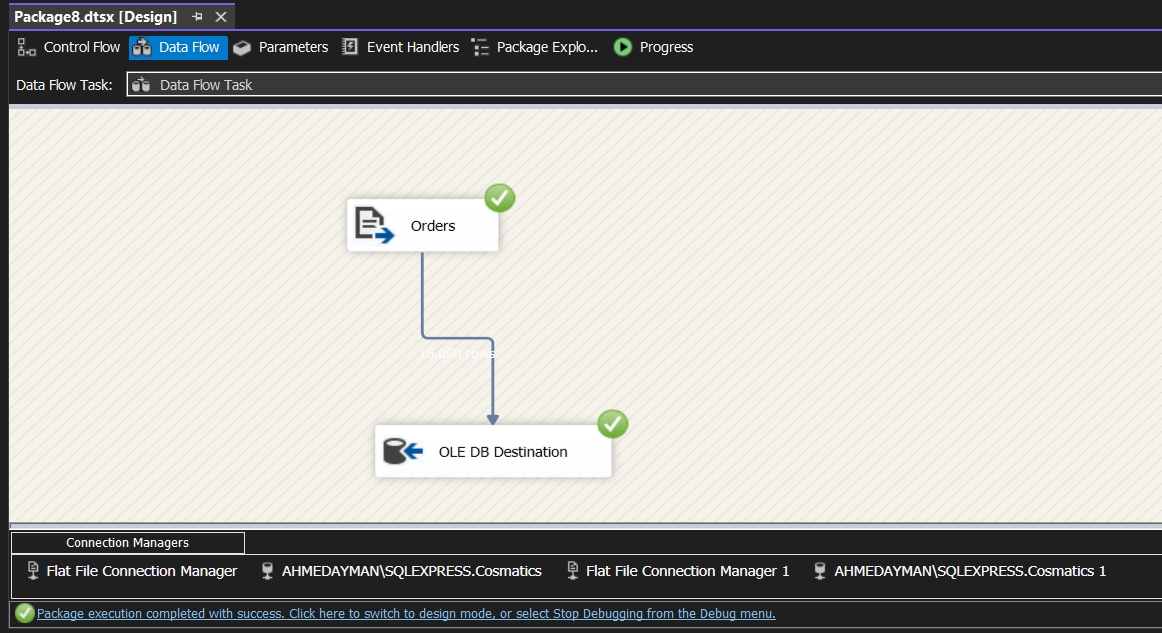 Package8.dtsx [Design]
Control Flow Data Flow Parameters Event Handlers Package Explo... Progress
Data Flow Task: Data Flow Task
Orders
15,000 rows
OLE DB Destination
Connection Managers
Flat File Connection Manager AHMEDAYMAN\SQLEXPRESS.Cosmatics Flat File Connection Manager 1 AHMEDAYMAN\SQLEXPRESS.Cosmatics 1
Package execution completed with success. Click here to switch to design mode, or select Stop Debugging from the Debug menu.